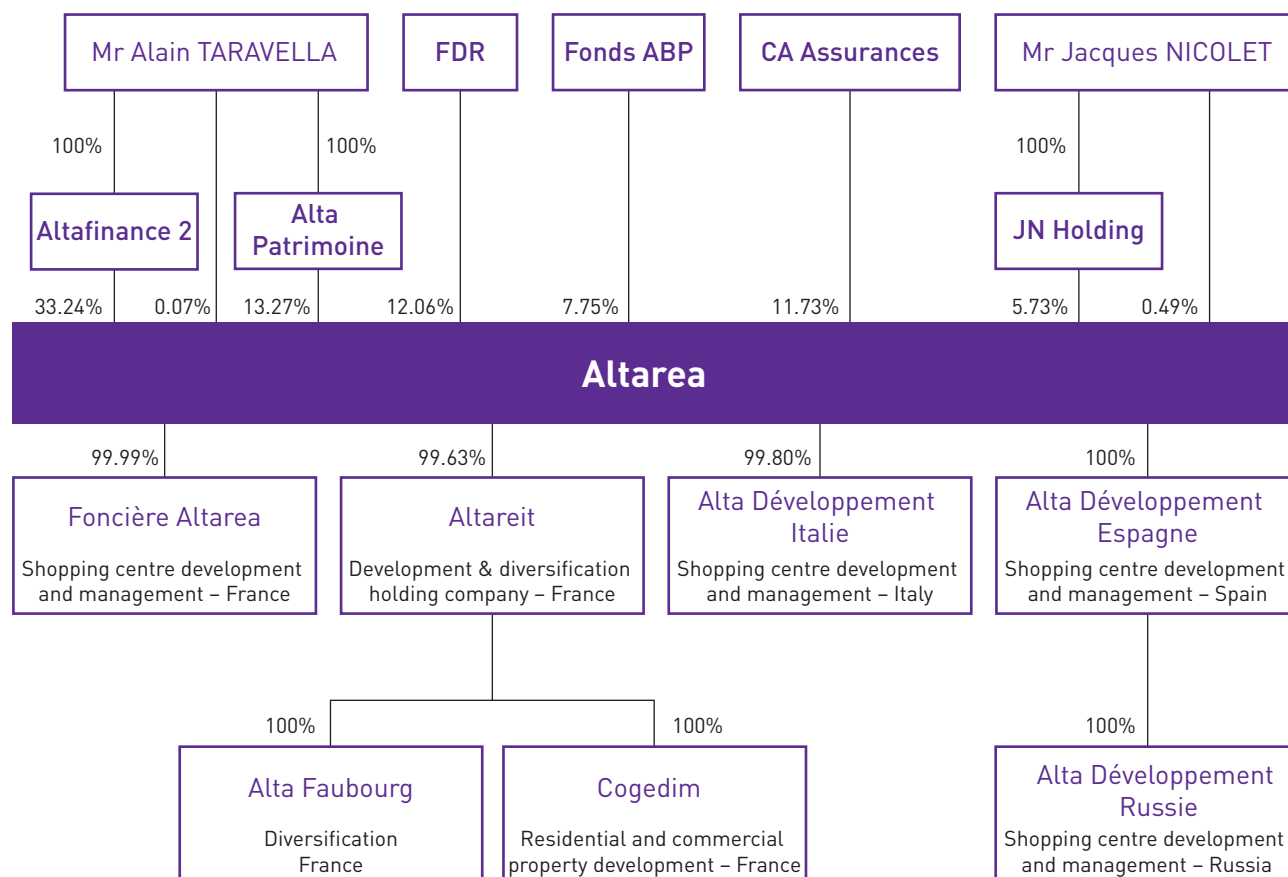 Mr Alain TARAVELLA
FDR
Fonds ABP
CA Assurances
Mr Jacques NICOLET
100%
100%
100%
Altafinance 2
Alta
Patrimoine
JN Holding
33.24%
0.07%
13.27%
12.06%
7.75%
11.73%
5.73%
0.49%
Altarea
99.99%
99.63%
99.80%
100%
Foncière Altarea
Shopping centre development
and management – France
Altareit
Development & diversification
holding company – France
Alta Développement
Italie
Shopping centre development
and management – Italy
Alta Développement
Espagne
Shopping centre development
and management – Spain
100%
100%
100%
Alta Faubourg
Diversification
France
Cogedim
Residential and commercial
property development – France
Alta Développement
Russie
Shopping centre development
and management – Russia